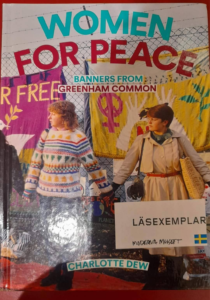 WOMEN
FOR PEACE
BANNERS FROM
GREENHAM COMMON
R FREE
LÄSEXEMPLAR
CHARLOTTE DEW